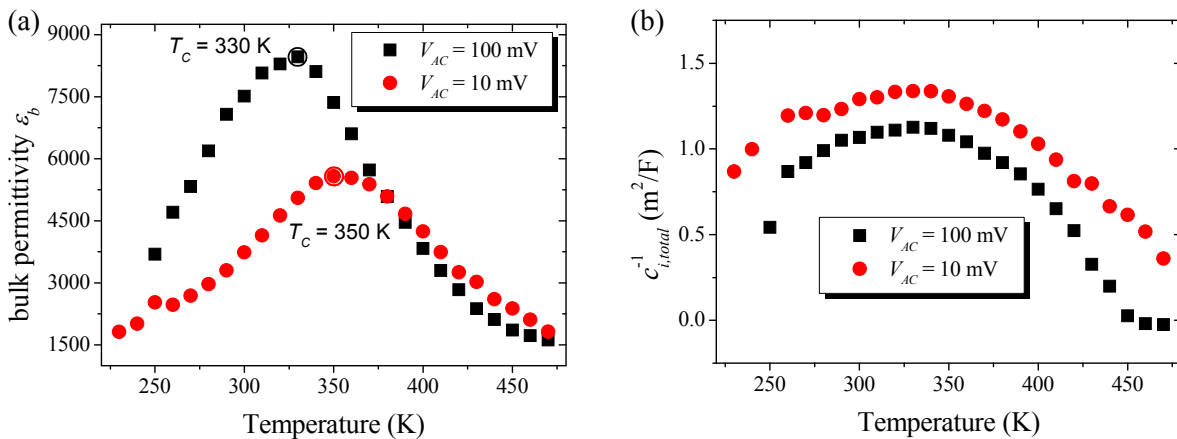 (a)
9000
7500
6000
4500
3000
1500
bulk permittivity ε_b
T_C = 330 K
V_AC = 100 mV
V_AC = 10 mV
T_C = 350 K
250 300 350 400 450
Temperature (K)
(b)
1.5
1.0
0.5
0.0
c_{i,total}^{-1} (m^2/F)
V_AC = 100 mV
V_AC = 10 mV
250 300 350 400 450
Temperature (K)